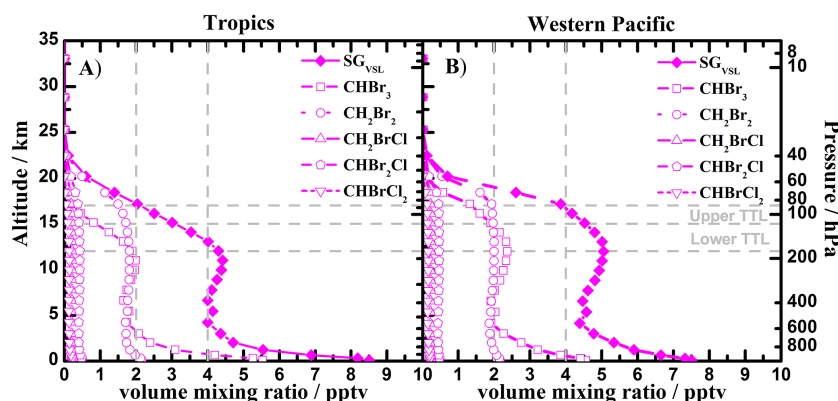 Tropics
Western Pacific
35
30
25
20
15
10
5
0
Altitude / km
A)
SG_VSL
CHBr_3
CH_2Br_2
CH_2BrCl
CHBr_2Cl
CHBrCl_2
0 1 2 3 4 5 6 7 8 9
volume mixing ratio / pptv
B)
SG_VSL
CHBr_3
CH_2Br_2
CH_2BrCl
CHBr_2Cl
CHBrCl_2
Upper TTL
Lower TTL
10 1 2 3 4 5 6 7 8 9 10
volume mixing ratio / pptv
8
10
40
60
80
100
200
400
600
800
Pressure / hPa